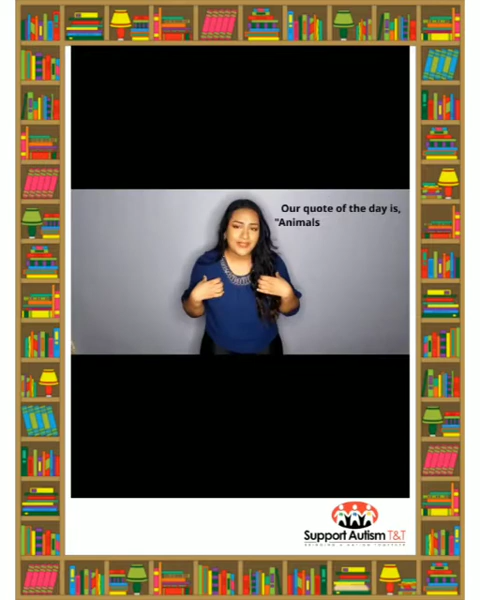 Our quote of the day is,
"Animals
Support Autism T&T